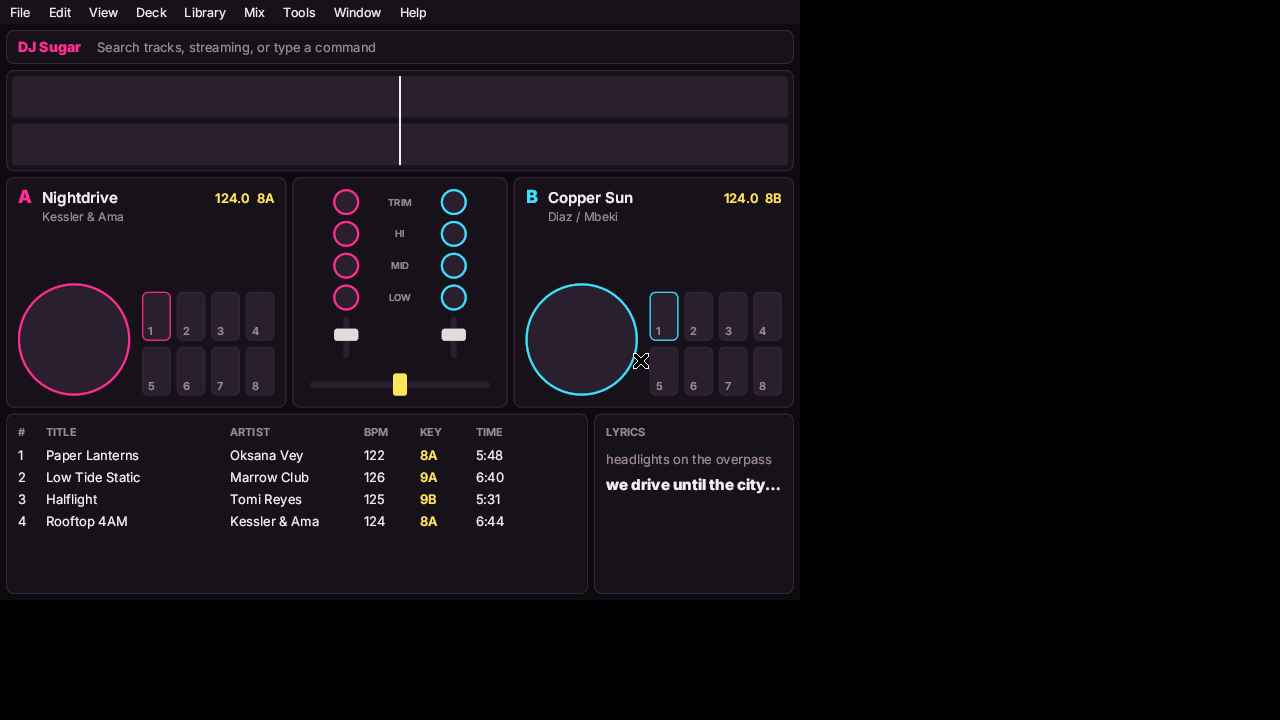 File Edit View Deck Library Mix Tools Window Help
DJ Sugar Search tracks, streaming, or type a command
A Nightdrive 124.0 8A
Kessler & Ama
1 2 3 4
5 6 7 8
TRIM
HI
MID
LOW
B Copper Sun 124.0 8B
Diaz / Mbeki
1 2 3 4
5 6 7 8
# TITLE ARTIST BPM KEY TIME
1 Paper Lanterns Oksana Vey 122 8A 5:48
2 Low Tide Static Marrow Club 126 9A 6:40
3 Halflight Tomi Reyes 125 9B 5:31
4 Rooftop 4AM Kessler & Ama 124 8A 6:44
LYRICS
headlights on the overpass
we drive until the city…